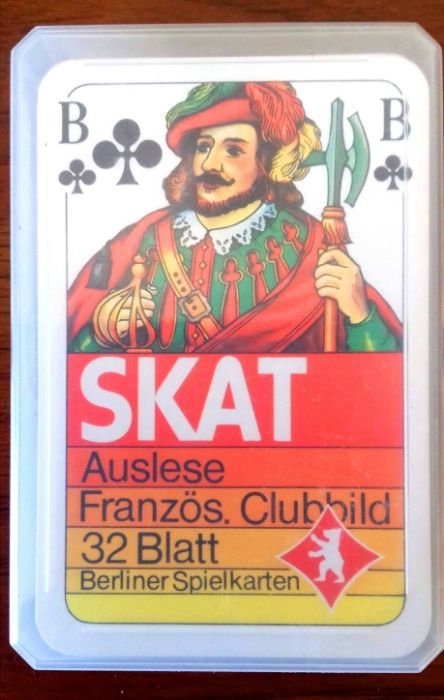 B B
SKAT
Auslese
Französ. Clubbild
32 Blatt
Berliner Spielkarten